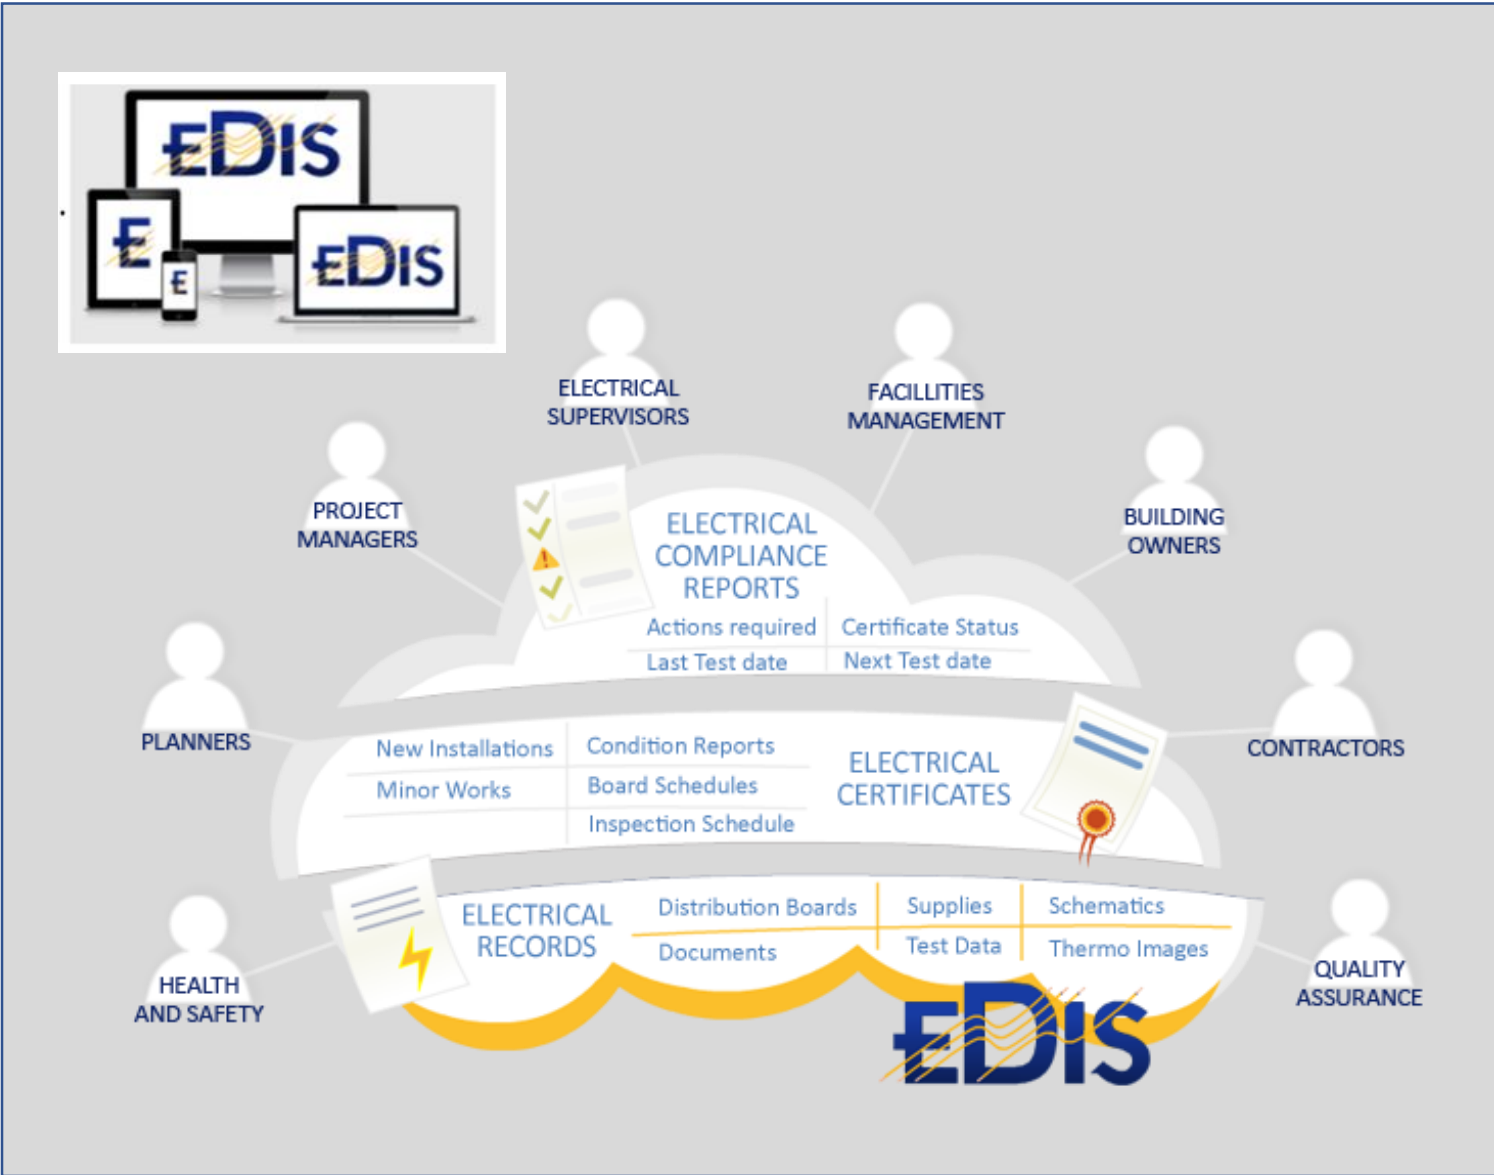 EDIS
E
E
EDIS
ELECTRICAL
SUPERVISORS
FACILLITIES
MANAGEMENT
PROJECT
MANAGERS
BUILDING
OWNERS
ELECTRICAL
COMPLIANCE
REPORTS
Actions required Certificate Status
Last Test date Next Test date
PLANNERS
CONTRACTORS
New Installations Condition Reports
Minor Works Board Schedules
Inspection Schedule
ELECTRICAL
CERTIFICATES
ELECTRICAL
RECORDS
Distribution Boards Supplies Schematics
Documents Test Data Thermo Images
HEALTH
AND SAFETY
QUALITY
ASSURANCE
EDIS